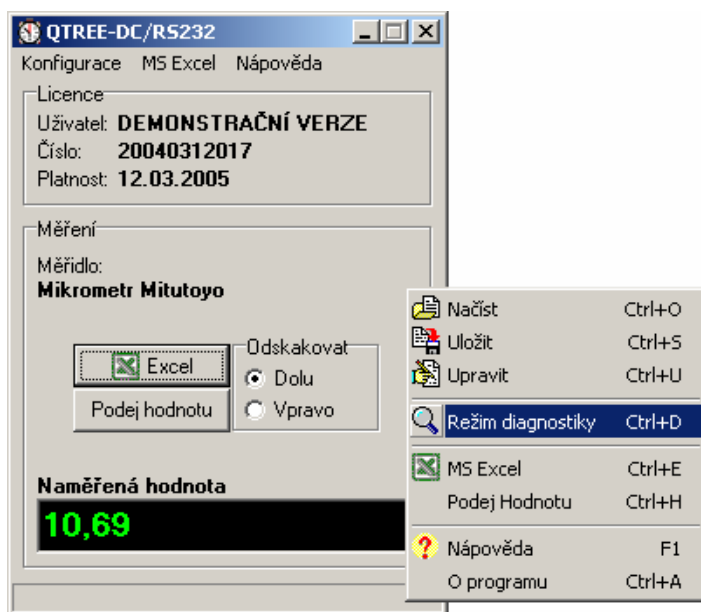 QTREE-DC/RS232
Konfigurace MS Excel Nápověda
Licence
Uživatel: DEMONSTRAČNÍ VERZE
Číslo: 20040312017
Platnost: 12.03.2005
Měření
Měřidlo:
Mikrometr Mitutoyo
Excel
Podej hodnotu
Odskakovat
Dolu
Vpravo
Naměřená hodnota
10,69
Načíst Ctrl+O
Uložit Ctrl+S
Upravit Ctrl+U
Režim diagnostiky Ctrl+D
MS Excel Ctrl+E
Podej Hodnotu Ctrl+H
Nápověda F1
O programu Ctrl+A